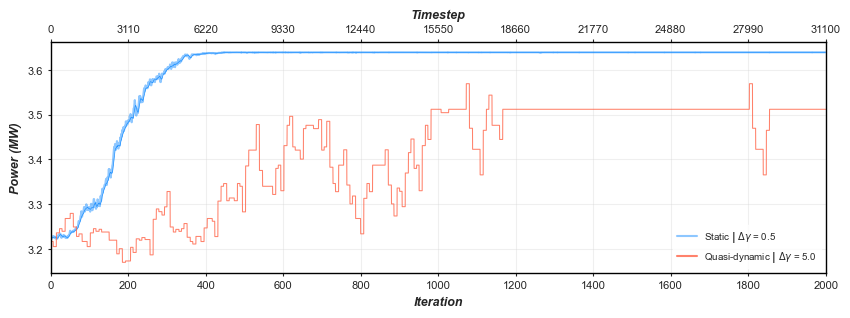 Timestep
0 3110 6220 9330 12440 15550 18660 21770 24880 27990 31100
Power (MW)
3.6
3.5
3.4
3.3
3.2
Static | Δγ = 0.5
Quasi-dynamic | Δγ = 5.0
0 200 400 600 800 1000 1200 1400 1600 1800 2000
Iteration